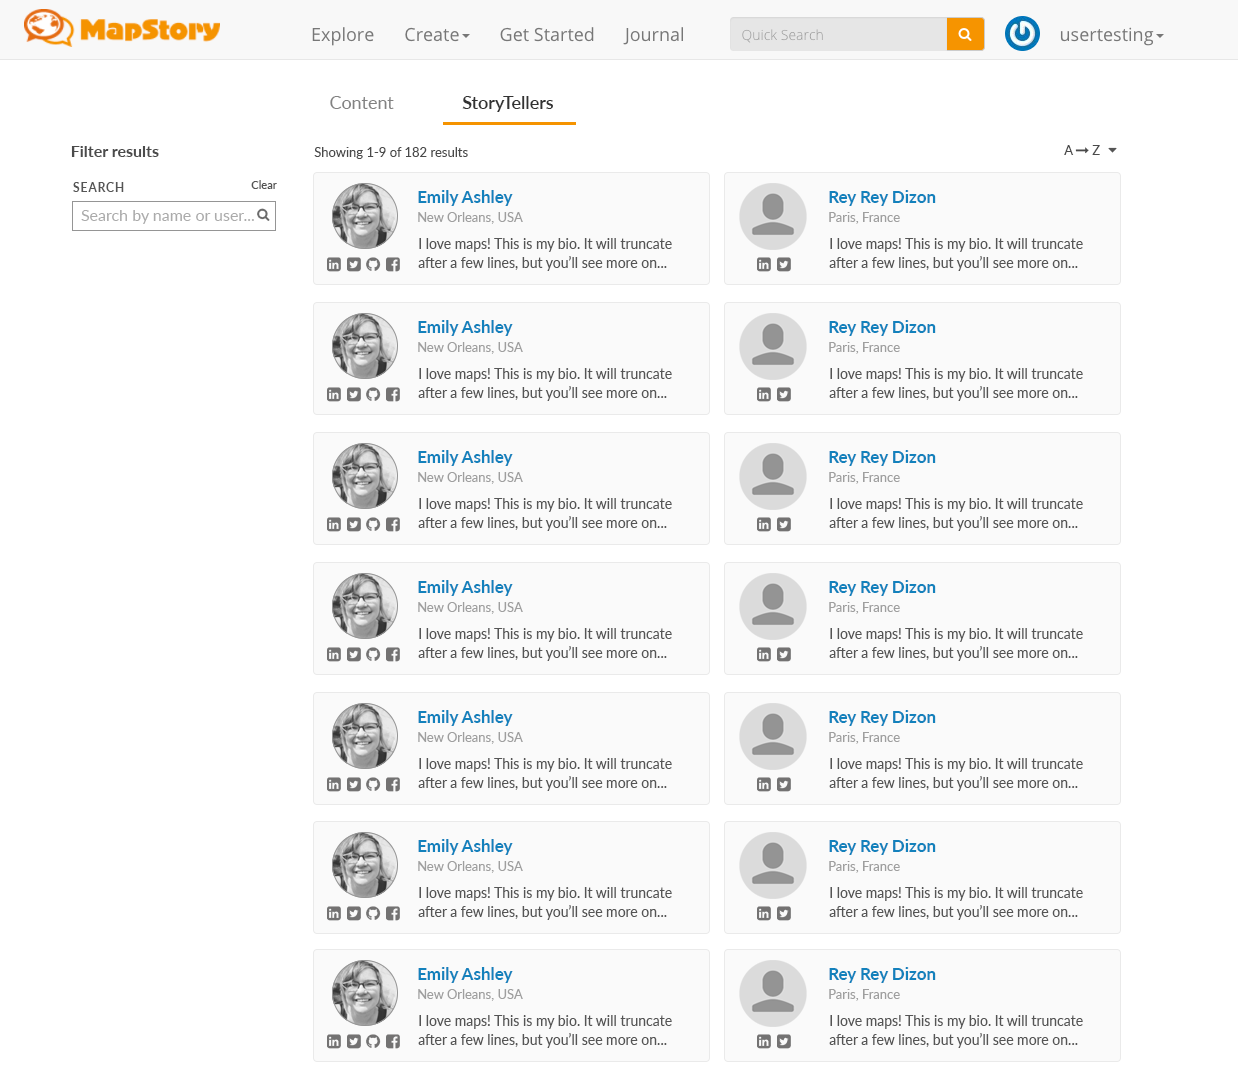 MapStory
Explore Create Get Started Journal Quick Search usertesting
Content StoryTellers
Filter results
Showing 1-9 of 182 results
A Z
SEARCH Clear
Search by name or user...
Emily Ashley
New Orleans, USA
I love maps! This is my bio. It will truncate
after a few lines, but you’ll see more on...
Rey Rey Dizon
Paris, France
I love maps! This is my bio. It will truncate
after a few lines, but you’ll see more on...
Emily Ashley
New Orleans, USA
I love maps! This is my bio. It will truncate
after a few lines, but you’ll see more on...
Rey Rey Dizon
Paris, France
I love maps! This is my bio. It will truncate
after a few lines, but you’ll see more on...
Emily Ashley
New Orleans, USA
I love maps! This is my bio. It will truncate
after a few lines, but you’ll see more on...
Rey Rey Dizon
Paris, France
I love maps! This is my bio. It will truncate
after a few lines, but you’ll see more on...
Emily Ashley
New Orleans, USA
I love maps! This is my bio. It will truncate
after a few lines, but you’ll see more on...
Rey Rey Dizon
Paris, France
I love maps! This is my bio. It will truncate
after a few lines, but you’ll see more on...
Emily Ashley
New Orleans, USA
I love maps! This is my bio. It will truncate
after a few lines, but you’ll see more on...
Rey Rey Dizon
Paris, France
I love maps! This is my bio. It will truncate
after a few lines, but you’ll see more on...
Emily Ashley
New Orleans, USA
I love maps! This is my bio. It will truncate
after a few lines, but you’ll see more on...
Rey Rey Dizon
Paris, France
I love maps! This is my bio. It will truncate
after a few lines, but you’ll see more on...
Emily Ashley
New Orleans, USA
I love maps! This is my bio. It will truncate
after a few lines, but you’ll see more on...
Rey Rey Dizon
Paris, France
I love maps! This is my bio. It will truncate
after a few lines, but you’ll see more on...